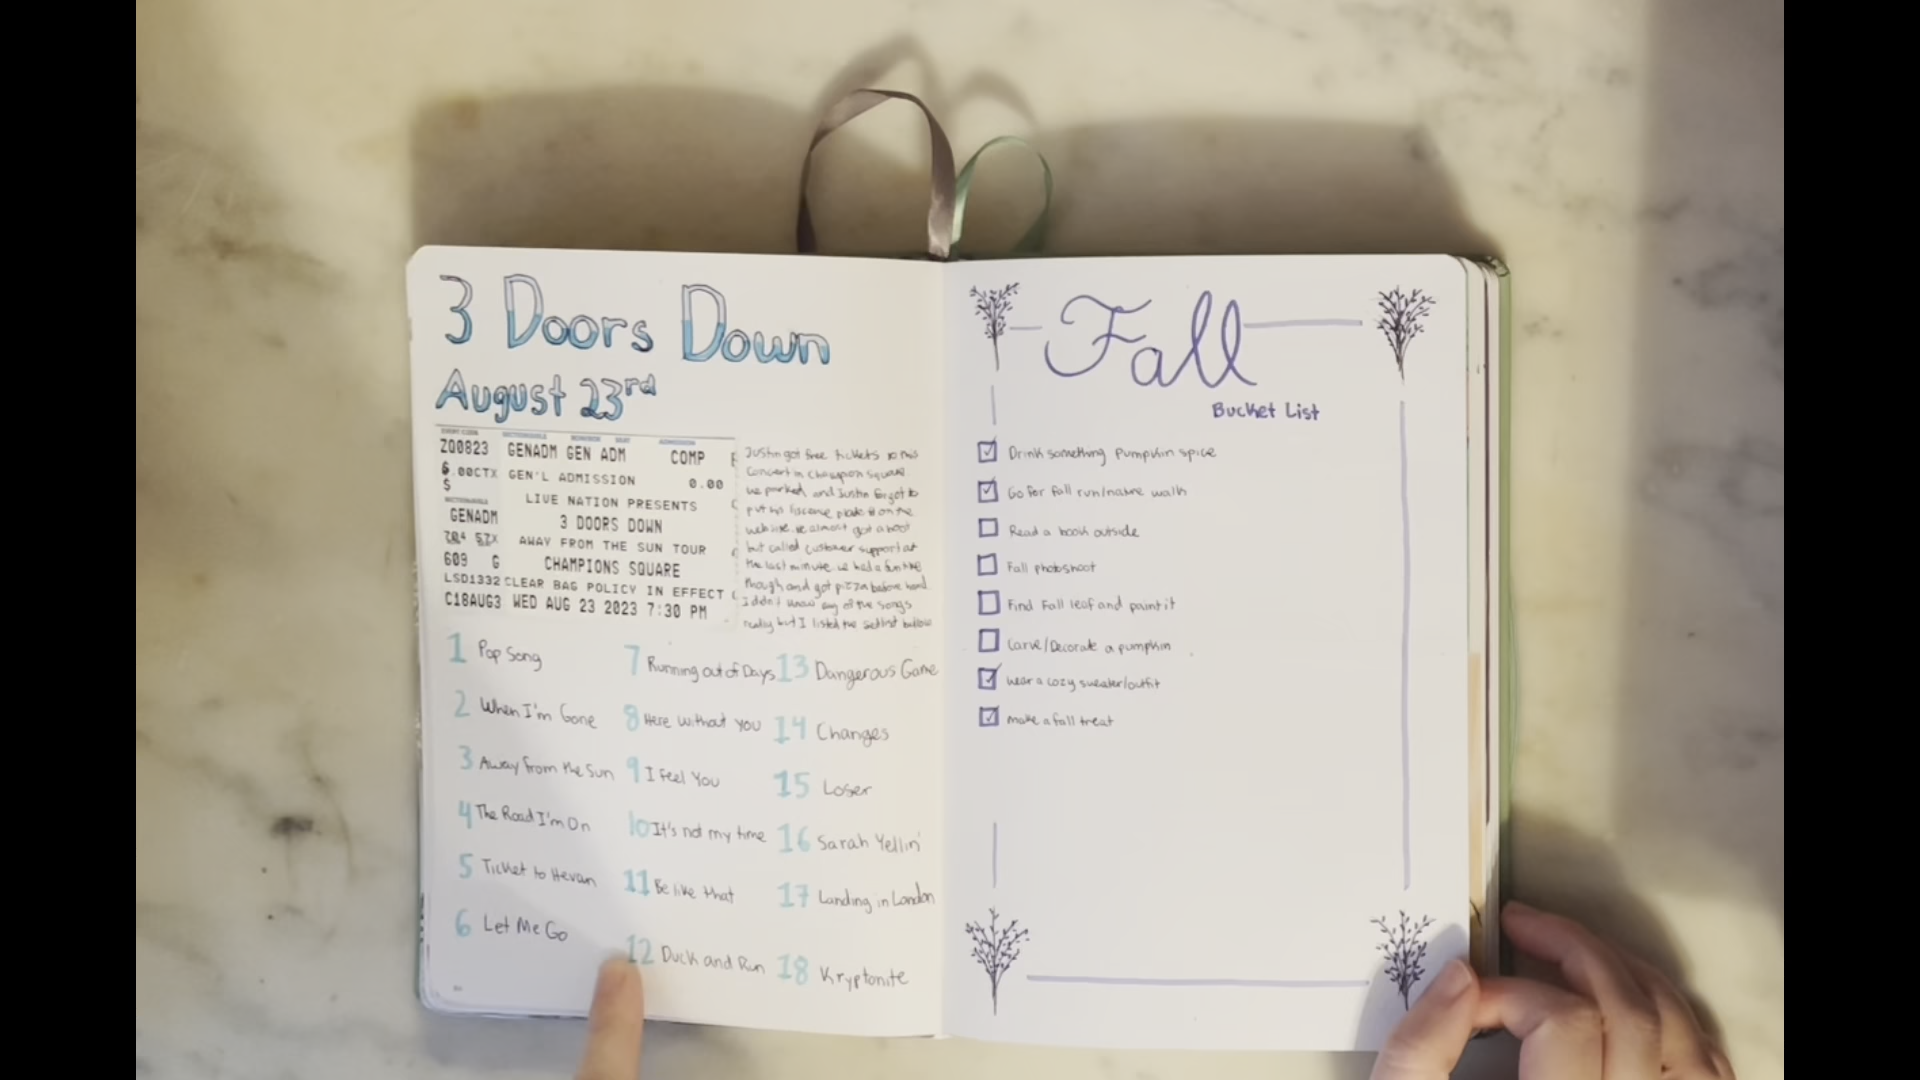 3 Doors Down
August 23rd
ZQ0823 GENADM GEN ADM COMP
.00CTX GEN'L ADMISSION 0.00
$ LIVE NATION PRESENTS
GENADM 3 DOORS DOWN
AWAY FROM THE SUN TOUR
609 G CHAMPIONS SQUARE
LSD1332 CLEAR BAG POLICY IN EFFECT
C18AUG3 WED AUG 23 2023 7:30 PM
Justin got free tickets to this
concert in Champion Square
we parked and Justin forgot to
put his liscence plate # on the
website. We almost got a boot
but called customer support at
the last minute. we had a fun time
though and got pizza before hand.
I didn't know any of the songs
really but I listed the setlist bellow
1 Pop Song
2 When I'm Gone
3 Away from the Sun
4 The Road I'm On
5 Ticket to Hevan
6 Let Me Go
7 Running out of Days
8 Here without you
9 I feel You
10 It's not my time
11 Be like that
12 Duck and Run
13 Dangerous Game
14 Changes
15 Loser
16 Sarah Yellin'
17 Landing in London
18 Kryptonite
Fall
Bucket List
Drink something pumpkin spice
Go for fall run/nature walk
Read a book outside
Fall photoshoot
Find Fall leaf and paint it
Carve/Decorate a pumpkin
wear a cozy sweater/outfit
make a fall treat